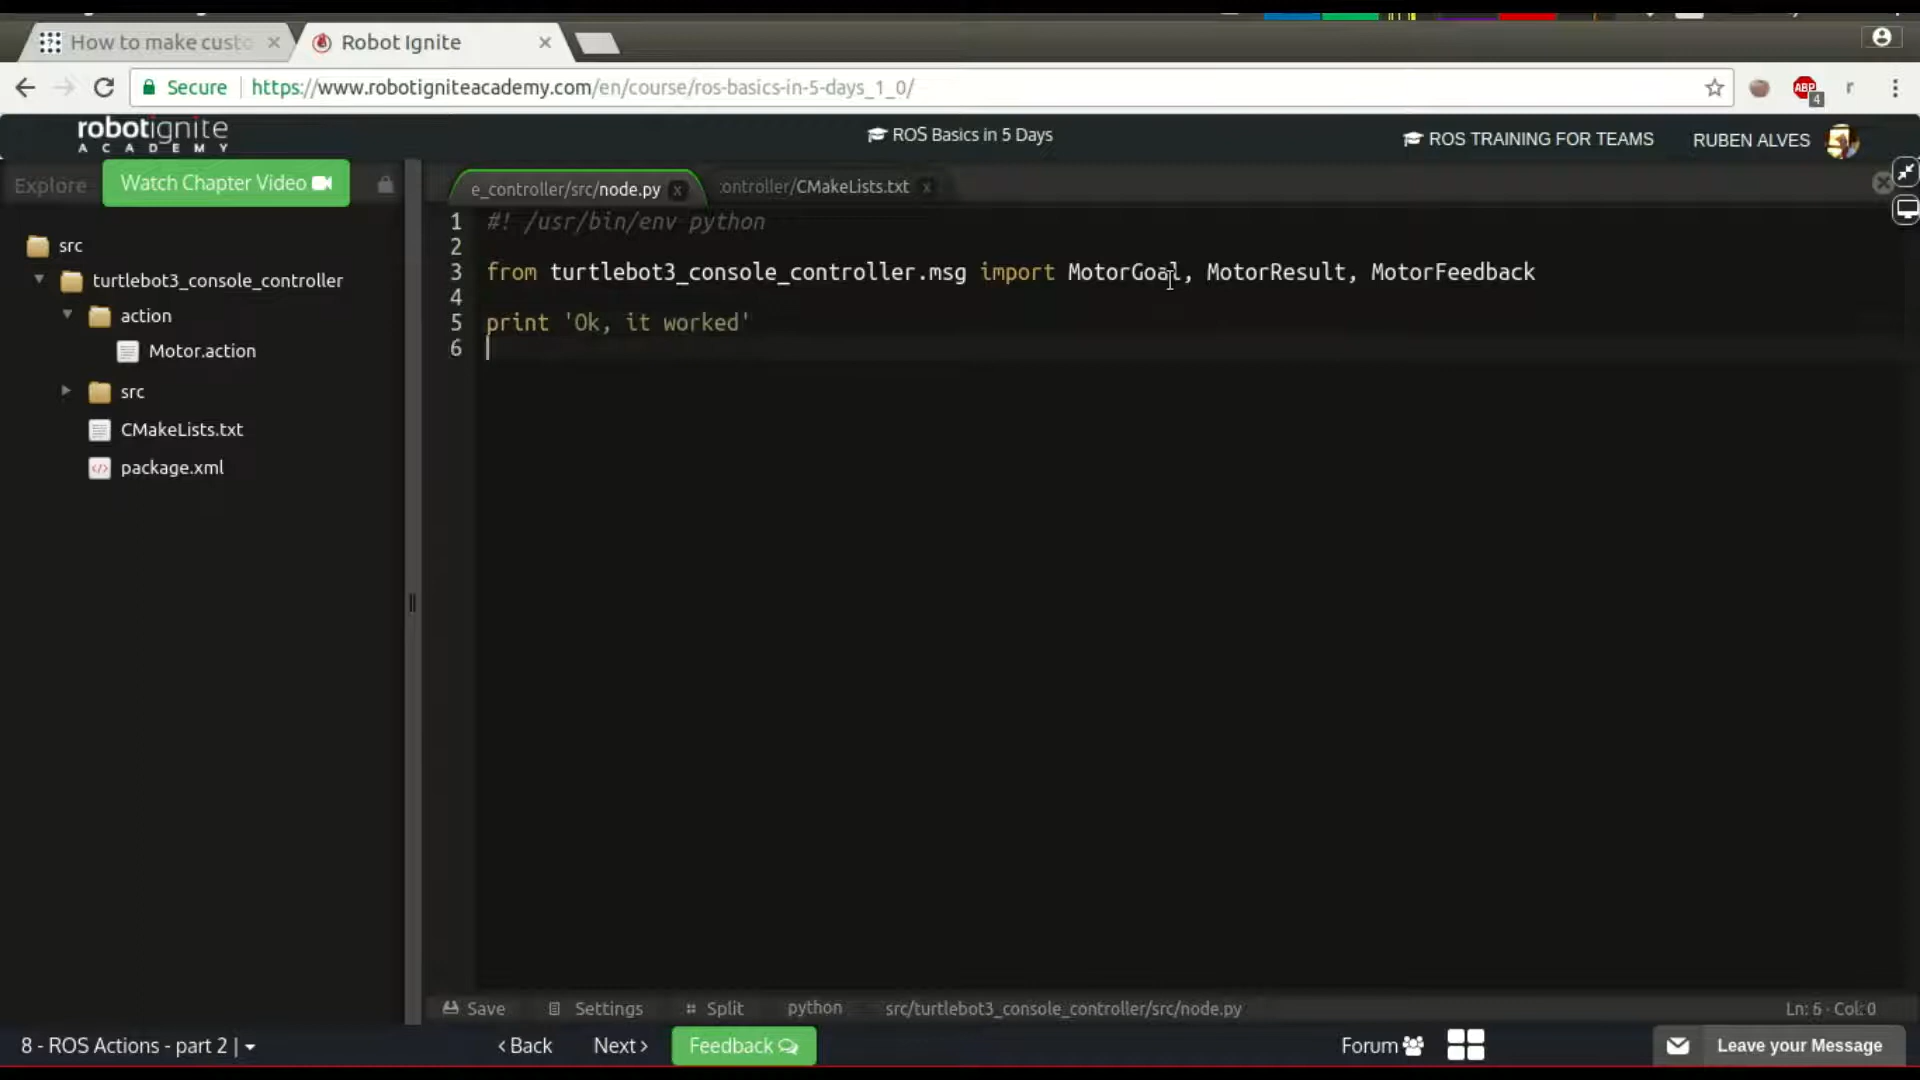 How to make custo
Robot Ignite
Secure
https://www.robotigniteacademy.com/en/course/ros-basics-in-5-days_1_0/
ABP
4
r
robotignite
ACADEMY
ROS Basics in 5 Days
ROS TRAINING FOR TEAMS
RUBEN ALVES
Explore
Watch Chapter Video
e_controller/src/node.py x
ontroller/CMakeLists.txt x
src
turtlebot3_console_controller
action
Motor.action
src
CMakeLists.txt
package.xml
1 #! /usr/bin/env python
2
3 from turtlebot3_console_controller.msg import MotorGoal, MotorResult, MotorFeedback
4
5 print 'Ok, it worked'
6
Save
Settings
Split
python
src/turtlebot3_console_controller/src/node.py
Ln: 6 - Col: 0
8 - ROS Actions - part 2 |
Back
Next
Feedback
Forum
Leave your Message